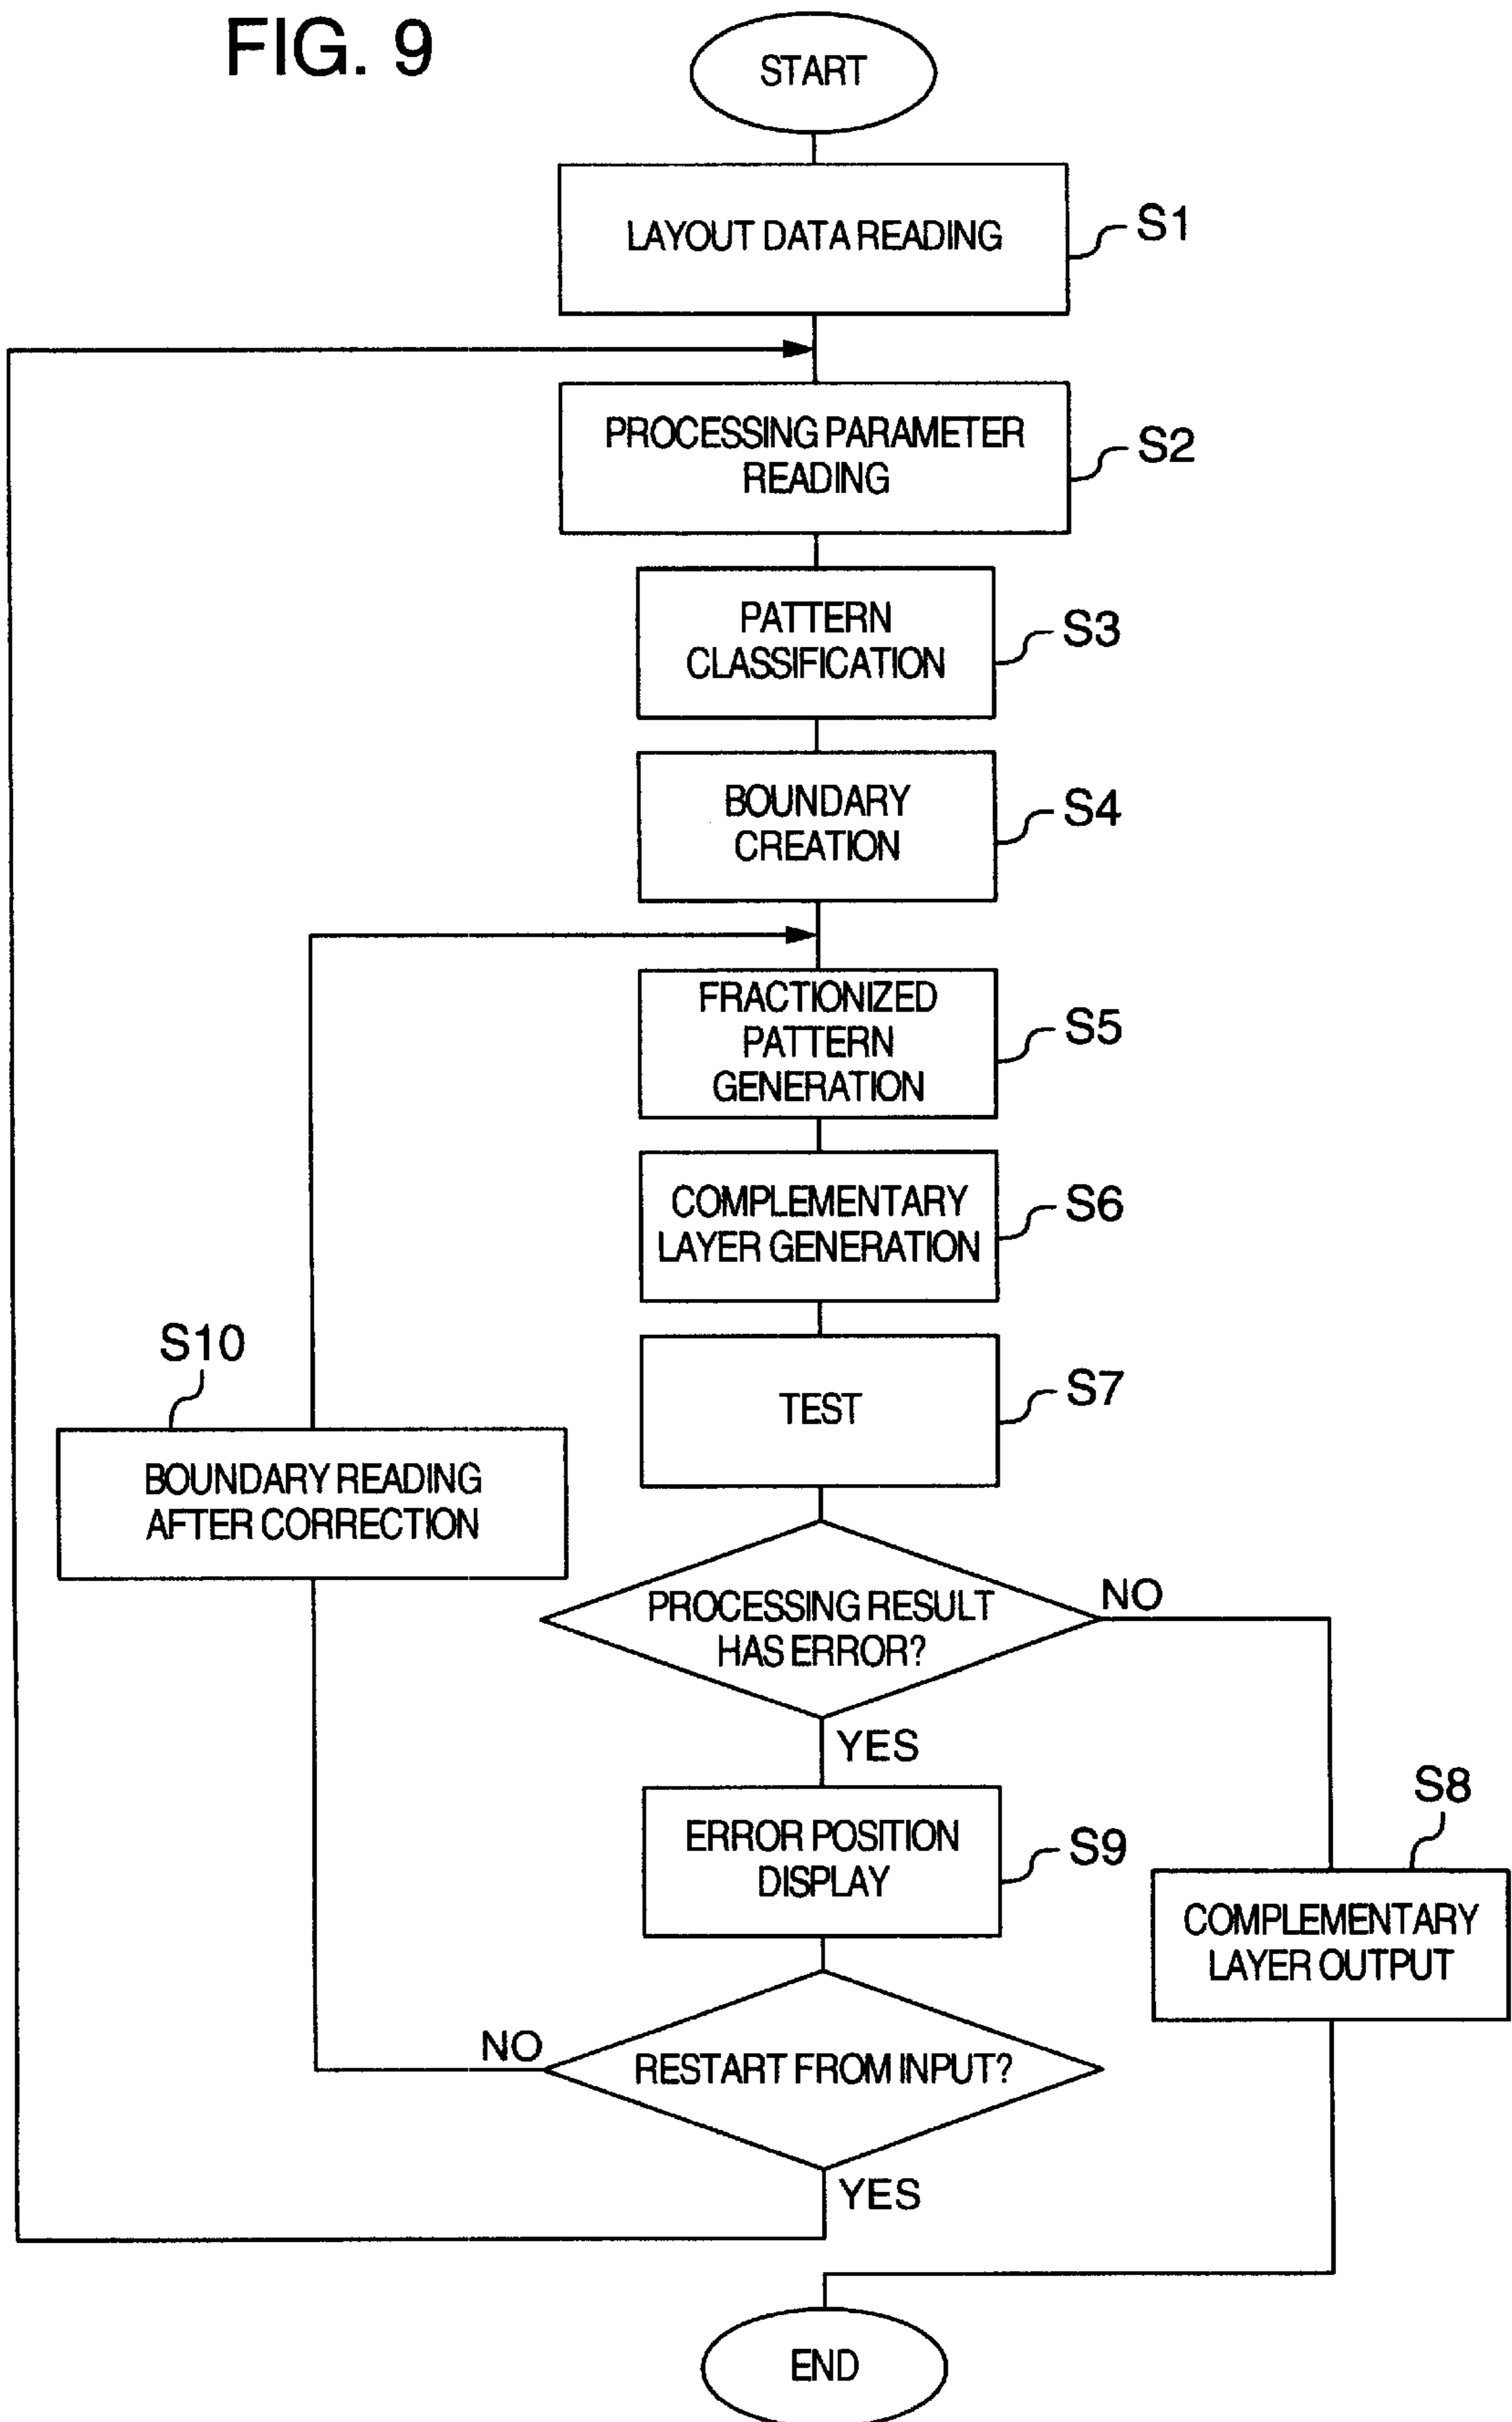 FIG. 9
START
LAYOUT DATA READING
S1
PROCESSING PARAMETER
READING
S2
PATTERN
CLASSIFICATION
S3
BOUNDARY
CREATION
S4
FRACTIONIZED
PATTERN
GENERATION
S5
COMPLEMENTARY
LAYER GENERATION
S6
TEST
S7
S10
BOUNDARY READING
AFTER CORRECTION
PROCESSING RESULT
HAS ERROR?
NO
YES
ERROR POSITION
DISPLAY
S9
S8
COMPLEMENTARY
LAYER OUTPUT
NO
RESTART FROM INPUT?
YES
END